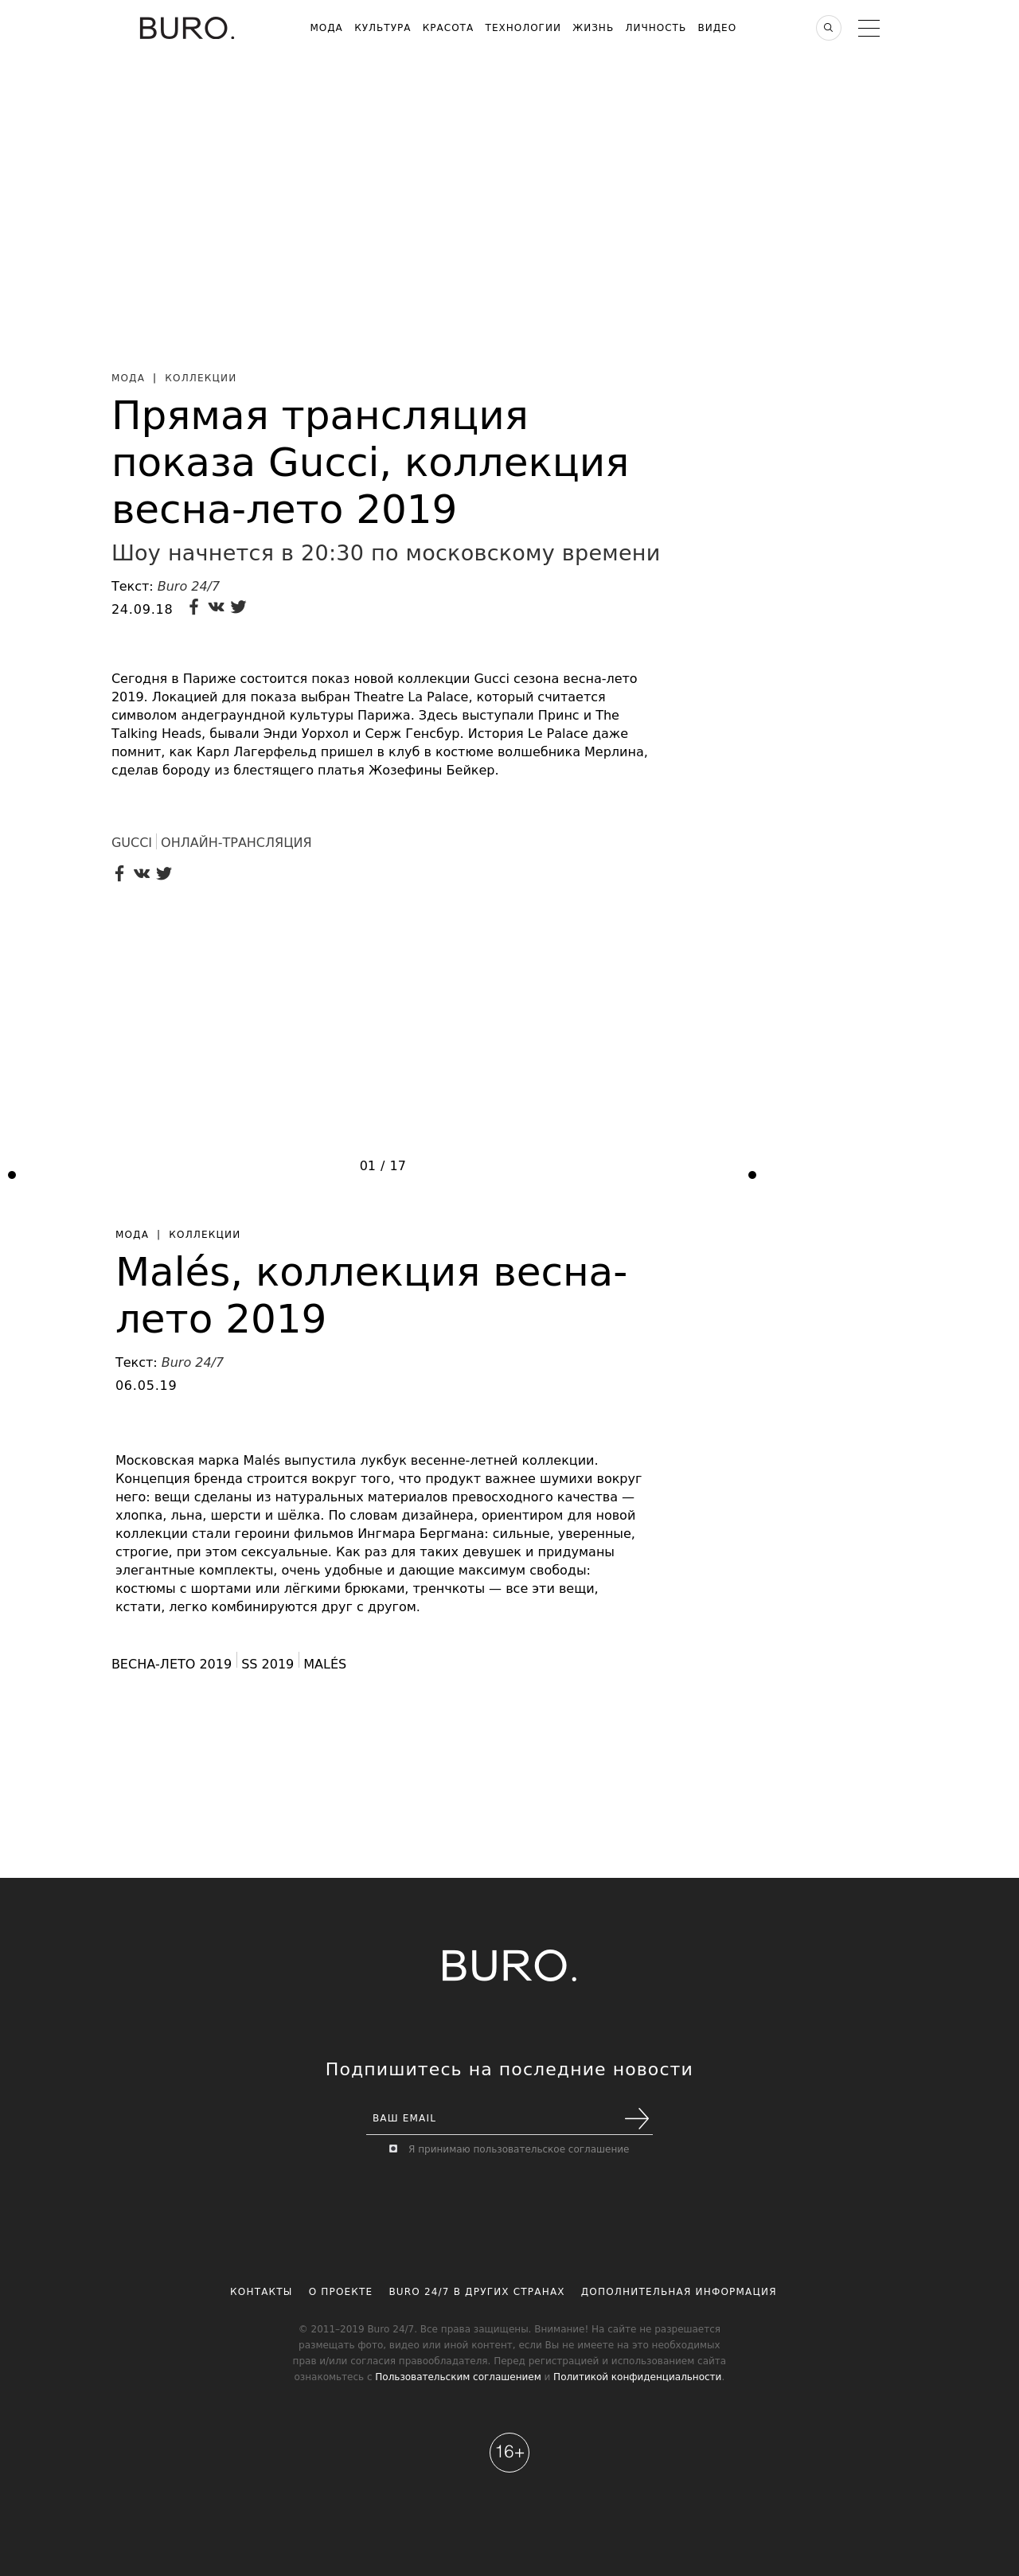 BURO.
МОДА КУЛЬТУРА КРАСОТА ТЕХНОЛОГИИ ЖИЗНЬ ЛИЧНОСТЬ ВИДЕО
МОДА | КОЛЛЕКЦИИ
Прямая трансляция
показа Gucci, коллекция
весна-лето 2019
Шоу начнется в 20:30 по московскому времени
Текст: Buro 24/7
24.09.18
Сегодня в Париже состоится показ новой коллекции Gucci сезона весна-лето
2019. Локацией для показа выбран Theatre La Palace, который считается
символом андеграундной культуры Парижа. Здесь выступали Принс и The
Talking Heads, бывали Энди Уорхол и Серж Генсбур. История Le Palace даже
помнит, как Карл Лагерфельд пришел в клуб в костюме волшебника Мерлина,
сделав бороду из блестящего платья Жозефины Бейкер.
GUCCI ОНЛАЙН-ТРАНСЛЯЦИЯ
01 / 17
МОДА | КОЛЛЕКЦИИ
Malés, коллекция весна-
лето 2019
Текст: Buro 24/7
06.05.19
Московская марка Malés выпустила лукбук весенне-летней коллекции.
Концепция бренда строится вокруг того, что продукт важнее шумихи вокруг
него: вещи сделаны из натуральных материалов превосходного качества —
хлопка, льна, шерсти и шёлка. По словам дизайнера, ориентиром для новой
коллекции стали героини фильмов Ингмара Бергмана: сильные, уверенные,
строгие, при этом сексуальные. Как раз для таких девушек и придуманы
элегантные комплекты, очень удобные и дающие максимум свободы:
костюмы с шортами или лёгкими брюками, тренчкоты — все эти вещи,
кстати, легко комбинируются друг с другом.
ВЕСНА-ЛЕТО 2019 SS 2019 MALÉS
BURO.
Подпишитесь на последние новости
ВАШ EMAIL
Я принимаю пользовательское соглашение
КОНТАКТЫ О ПРОЕКТЕ BURO 24/7 В ДРУГИХ СТРАНАХ ДОПОЛНИТЕЛЬНАЯ ИНФОРМАЦИЯ
© 2011–2019 Buro 24/7. Все права защищены. Внимание! На сайте не разрешается
размещать фото, видео или иной контент, если Вы не имеете на это необходимых
прав и/или согласия правообладателя. Перед регистрацией и использованием сайта
ознакомьтесь с Пользовательским соглашением и Политикой конфиденциальности.
16+